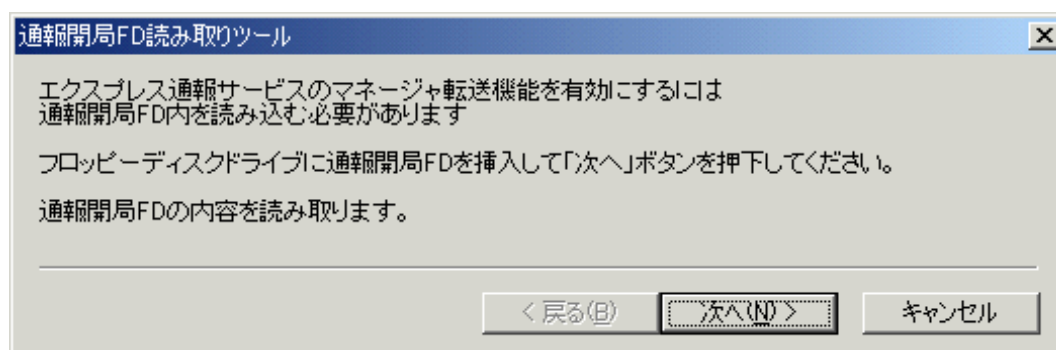 通報開局FD読み取りツール
エクスプレス通報サービスのマネージャ転送機能を有効にするには
通報開局FD内を読み込む必要があります
フロッピーディスクドライブに通報開局FDを挿入して「次へ」ボタンを押下してください。
通報開局FDの内容を読み取ります。
< 戻る(B) 次へ(N) > キャンセル